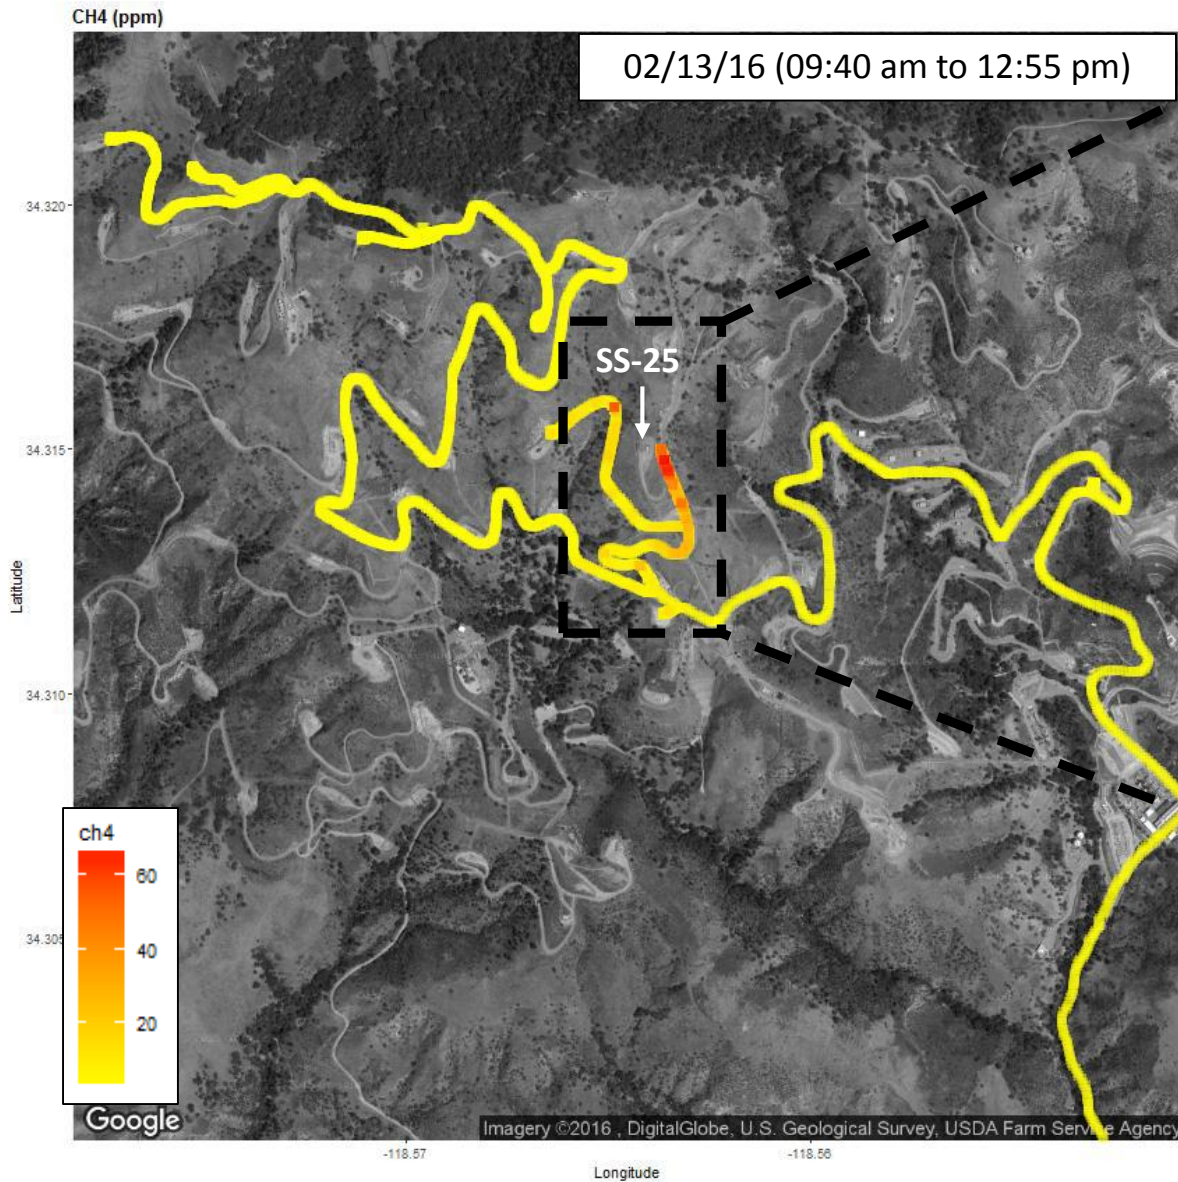 CH4 (ppm)
02/13/16 (09:40 am to 12:55 pm)
34.320
SS-25
34.315
Latitude
34.310
ch4
60
40
34.305
20
Google
Imagery ©2016 , DigitalGlobe, U.S. Geological Survey, USDA Farm Service Agency
-118.57
-118.56
Longitude